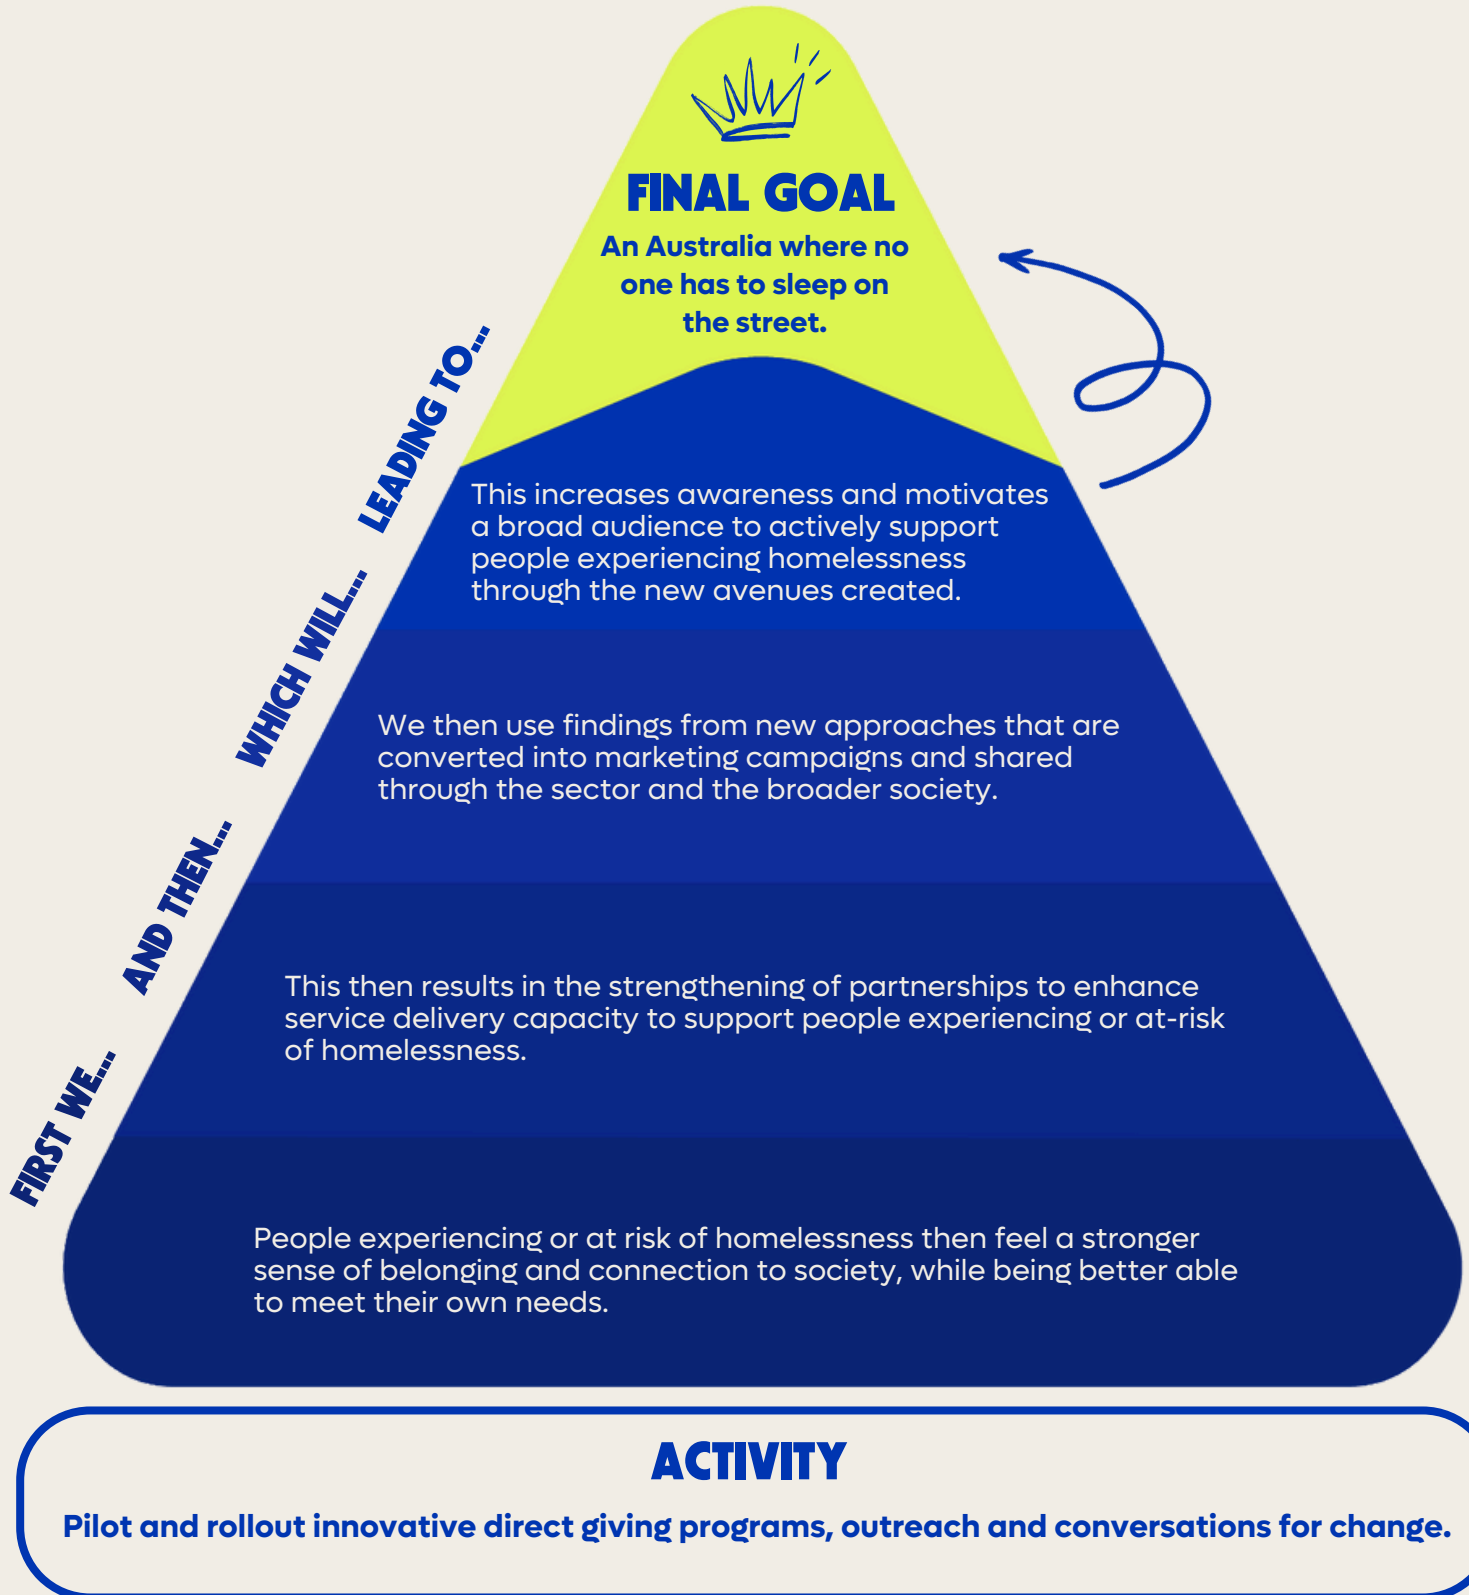 FINAL GOAL
An Australia where no
one has to sleep on
the street.
LEADING TO...
This increases awareness and motivates
a broad audience to actively support
people experiencing homelessness
through the new avenues created.
WHICH WILL...
We then use findings from new approaches that are
converted into marketing campaigns and shared
through the sector and the broader society.
AND THEN...
This then results in the strengthening of partnerships to enhance
service delivery capacity to support people experiencing or at-risk
of homelessness.
FIRST WE...
People experiencing or at risk of homelessness then feel a stronger
sense of belonging and connection to society, while being better able
to meet their own needs.
ACTIVITY
Pilot and rollout innovative direct giving programs, outreach and conversations for change.